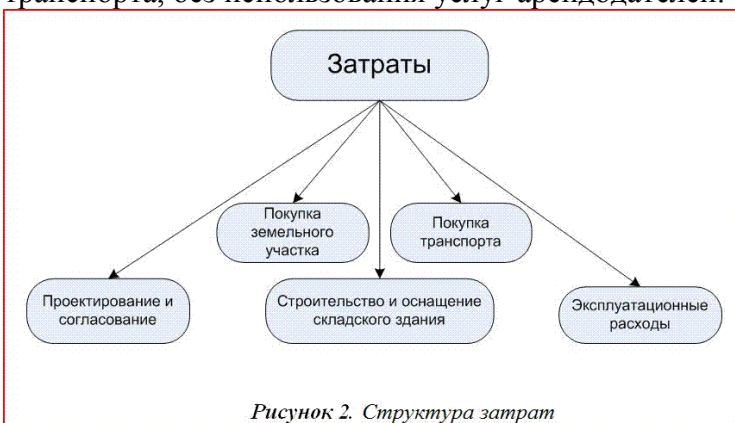 транспорта, без использования услуг арендодателей.
Затраты
Покупка
земельного
участка
Покупка
транспорта
Проектирование и
согласование
Строительство и оснащение
складского здания
Эксплуатационные
расходы
Рисунок 2. Структура затрат